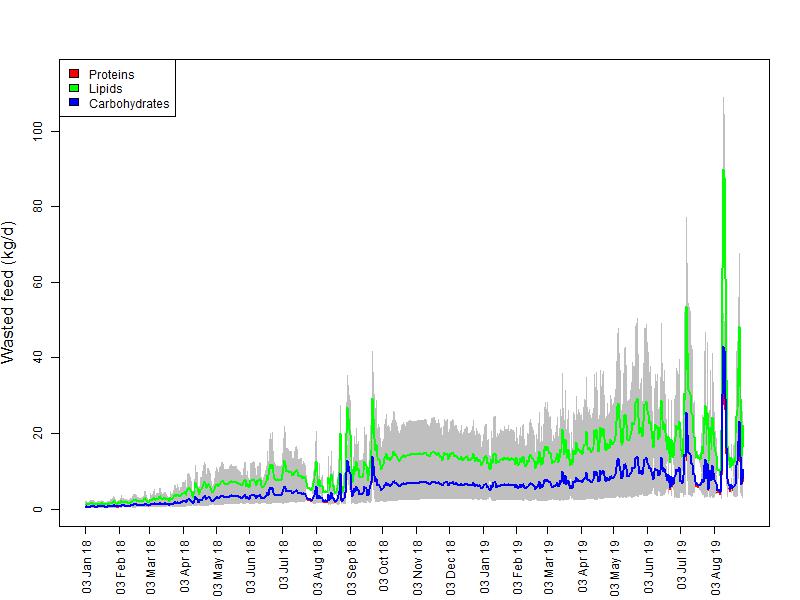 Proteins
Lipids
Carbohydrates
Wasted feed (kg/d)
100
80
60
40
20
0
03 Jan 18
03 Feb 18
03 Mar 18
03 Apr 18
03 May 18
03 Jun 18
03 Jul 18
03 Aug 18
03 Sep 18
03 Oct 18
03 Nov 18
03 Dec 18
03 Jan 19
03 Feb 19
03 Mar 19
03 Apr 19
03 May 19
03 Jun 19
03 Jul 19
03 Aug 19